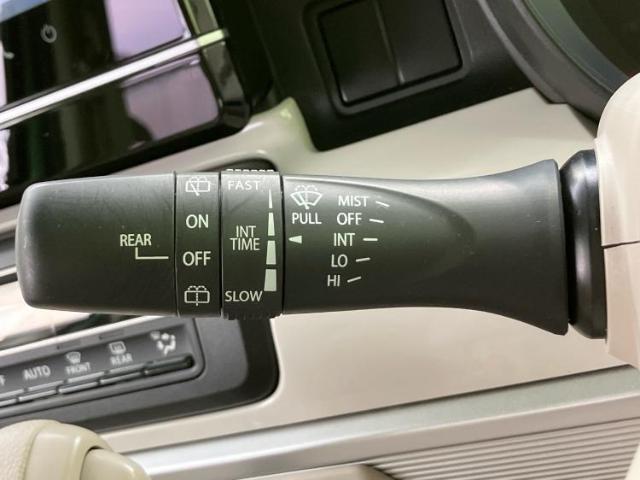 FAST
MIST
ON
PULL
OFF
REAR
INT
TIME
INT
OFF
LO
SLOW
HI
AUTO
FRONT
REAR